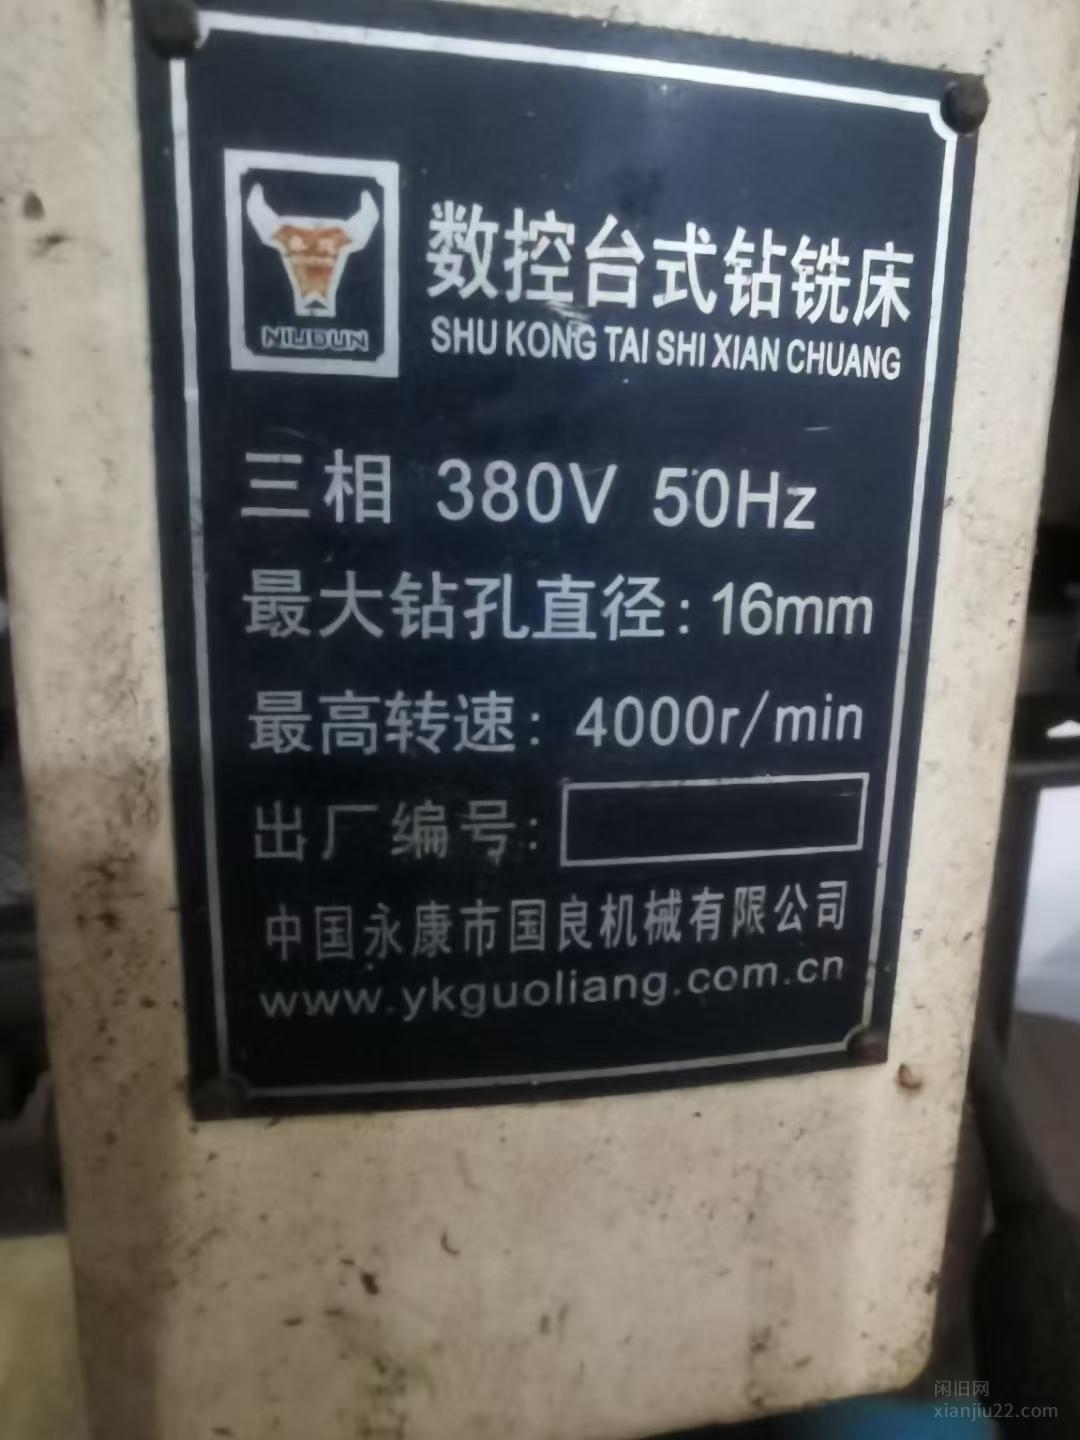 NIUDUN
数控台式钻铣床
SHU KONG TAI SHI XIAN CHUANG
三相 380V 50Hz
最大钻孔直径: 16mm
最高转速: 4000r/min
出厂编号:
中国永康市国良机械有限公司
www.ykguoliang.com.cn
闲旧网
xianjiu22.com